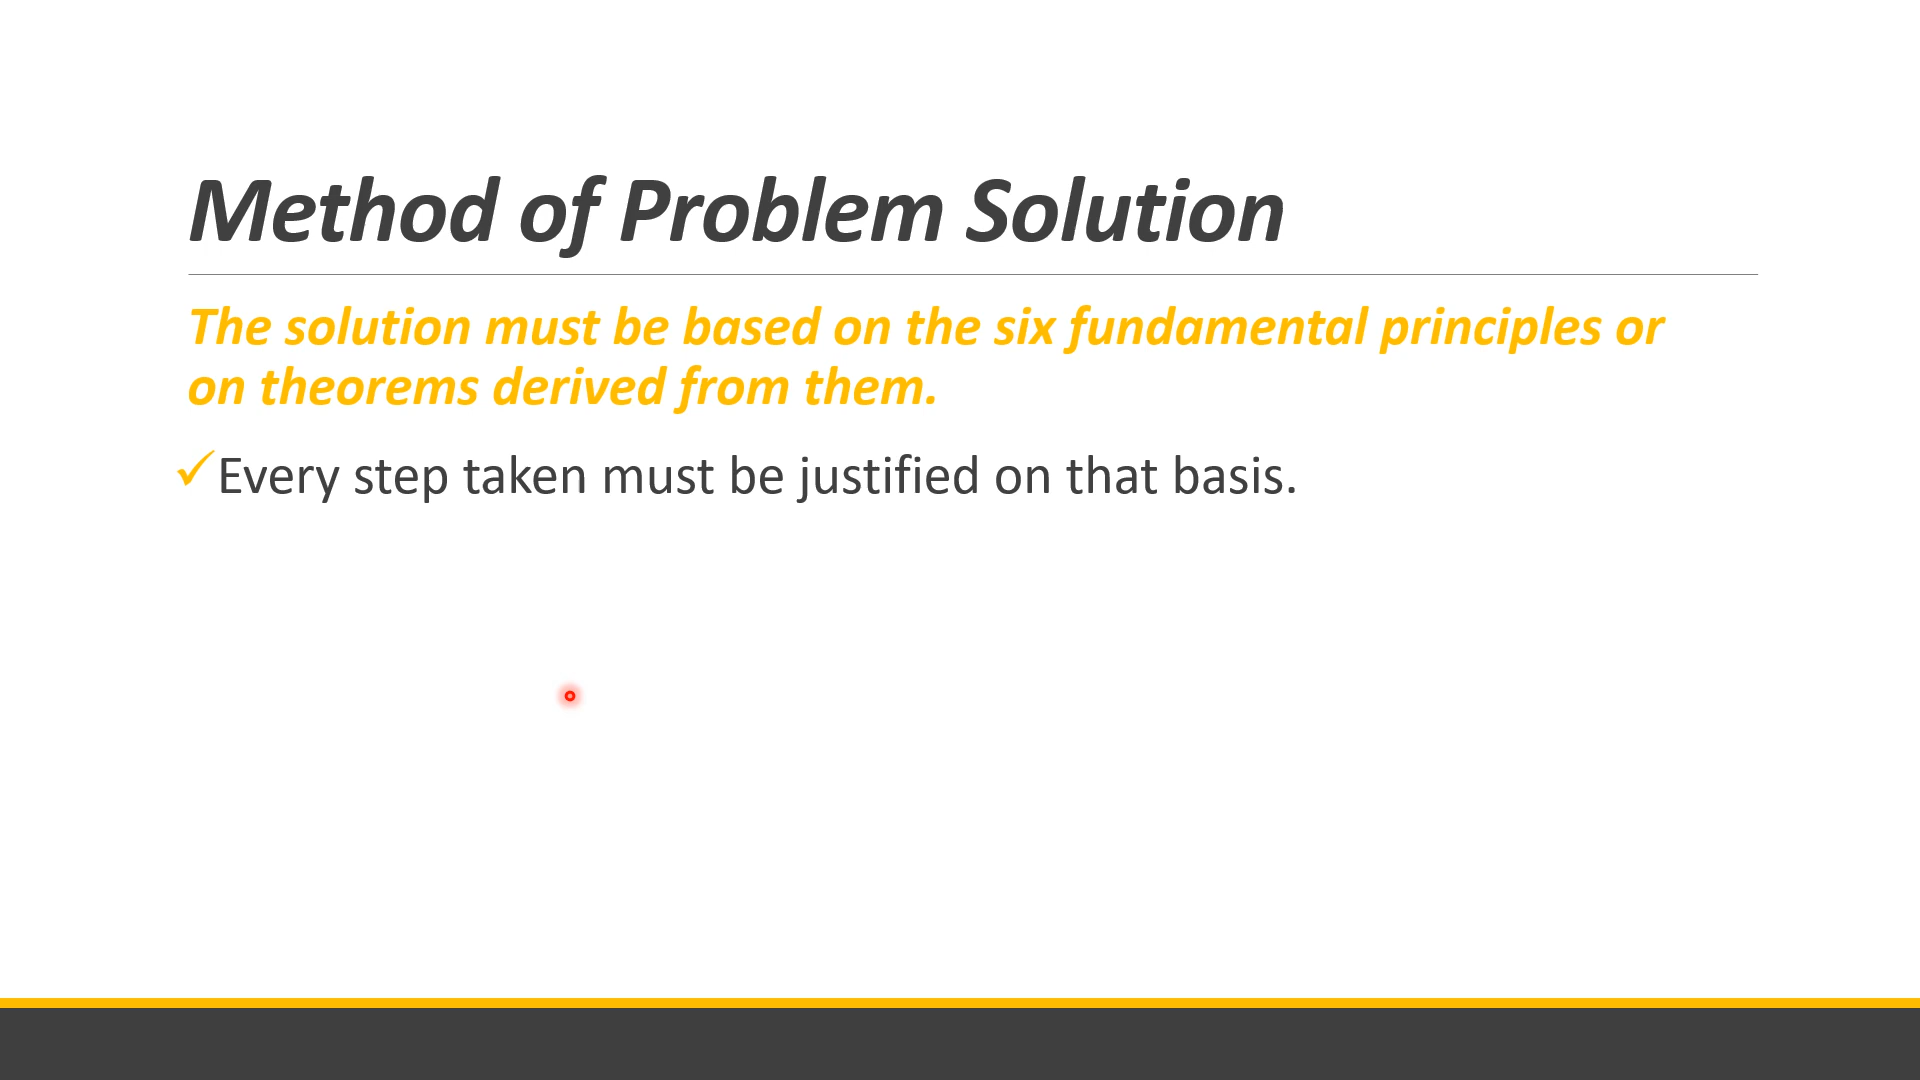 Method of Problem Solution
The solution must be based on the six fundamental principles or
on theorems derived from them.
✓Every step taken must be justified on that basis.